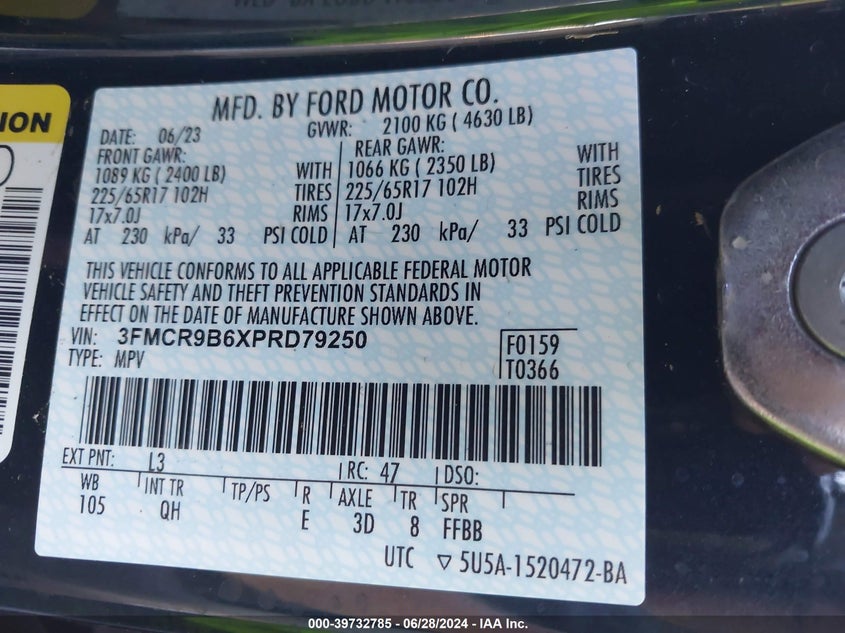 ION
MFD. BY FORD MOTOR CO.
DATE: 06/23 GVWR: 2100 KG ( 4630 LB)
FRONT GAWR: REAR GAWR:
1089 KG ( 2400 LB) WITH 1066 KG ( 2350 LB) WITH
225/65R17 102H TIRES 225/65R17 102H TIRES
17x7.0J RIMS 17x7.0J RIMS
AT 230 kPa/ 33 PSI COLD AT 230 kPa/ 33 PSI COLD
THIS VEHICLE CONFORMS TO ALL APPLICABLE FEDERAL MOTOR
VEHICLE SAFETY AND THEFT PREVENTION STANDARDS IN
EFFECT ON THE DATE OF MANUFACTURE SHOWN ABOVE.
VIN: 3FMCR9B6XPRD79250 F0159
TYPE: MPV T0366
EXT PNT: L3 RC: 47 DSO:
WB INT TR TP/PS R AXLE TR SPR
105 QH E 3D 8 FFBB
UTC ▽ 5U5A-1520472-BA
000-39732785 - 06/28/2024 - IAA Inc.